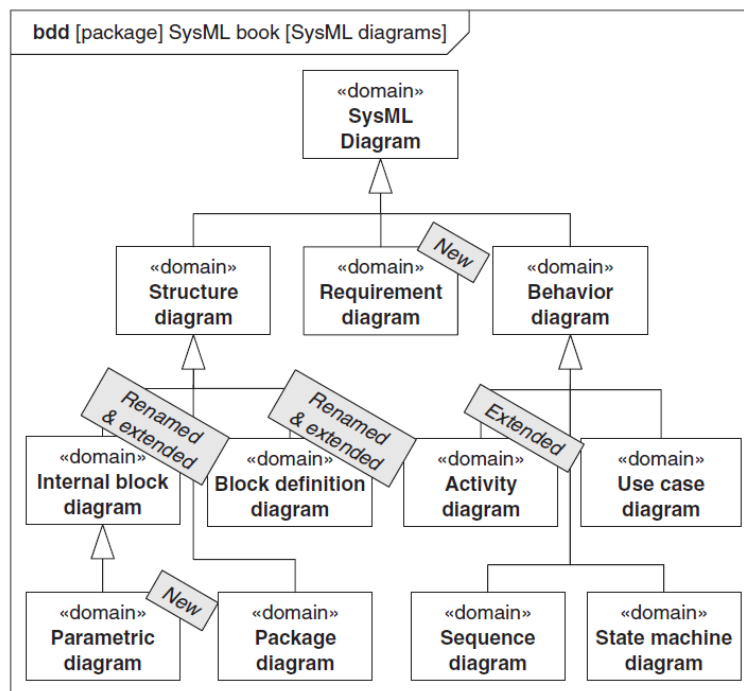 bdd [package] SysML book [SysML diagrams]
«domain»
SysML
Diagram
New
«domain»
Structure
diagram
«domain»
Requirement
diagram
«domain»
Behavior
diagram
Renamed
& extended
Renamed
& extended
Extended
«domain»
Internal block
diagram
«domain»
Block definition
diagram
«domain»
Activity
diagram
«domain»
Use case
diagram
New
«domain»
Parametric
diagram
«domain»
Package
diagram
«domain»
Sequence
diagram
«domain»
State machine
diagram